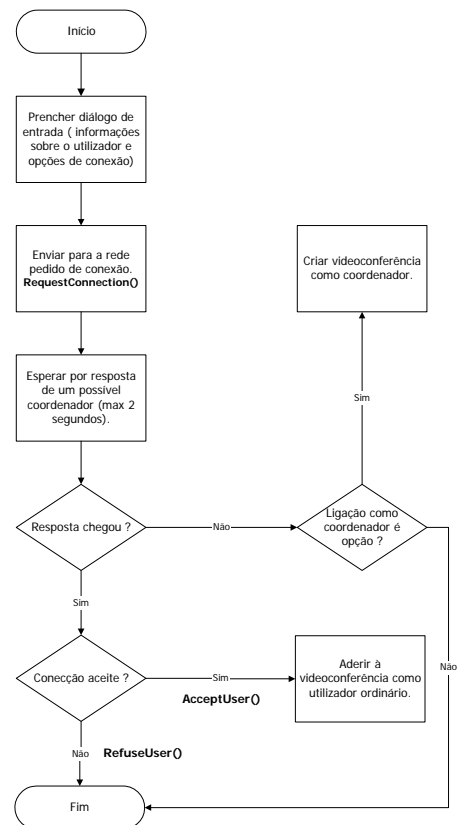 Início
Prencher diálogo de
entrada ( informações
sobre o utilizador e
opções de conexão)
Enviar para a rede
pedido de conexão.
RequestConnection()
Criar videoconferência
como coordenador.
Esperar por resposta
de um possível
coordenador (max 2
segundos).
Sim
Resposta chegou ?
Não
Ligação como
coordenador é
opção ?
Sim
Não
Conecção aceite ?
Sim
AcceptUser()
Aderir à
videoconferência como
utilizador ordinário.
Não
RefuseUser()
Fim